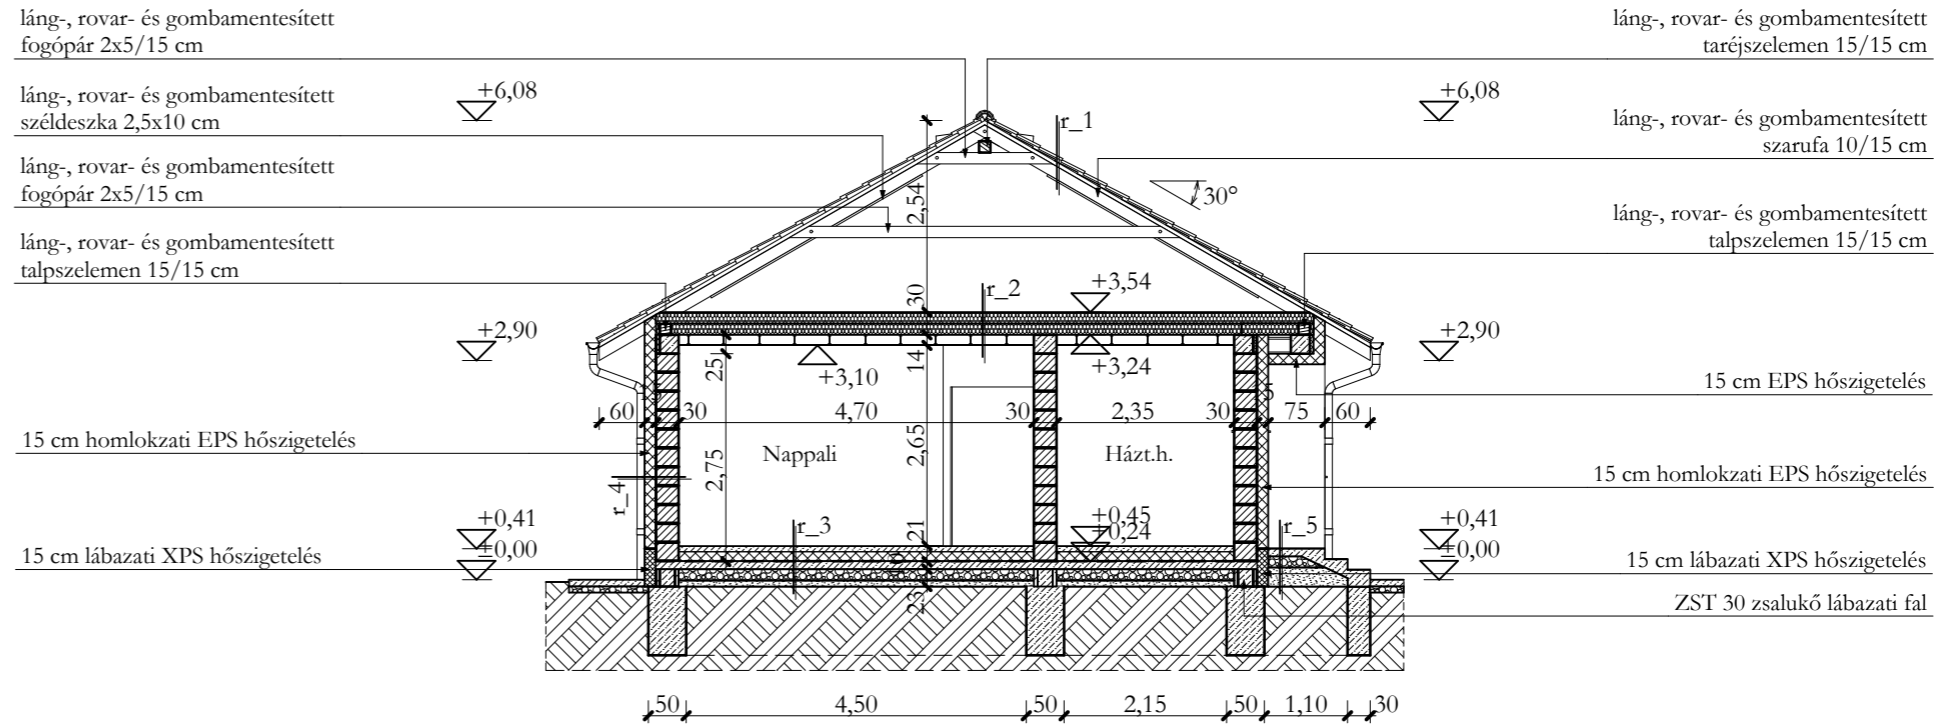 láng-, rovar- és gombamentesített
fogópár 2x5/15 cm
láng-, rovar- és gombamentesített
széldeszka 2,5x10 cm
láng-, rovar- és gombamentesített
fogópár 2x5/15 cm
láng-, rovar- és gombamentesített
talpszelemen 15/15 cm
15 cm homlokzati EPS hőszigetelés
15 cm lábazati XPS hőszigetelés
láng-, rovar- és gombamentesített
taréjszelemen 15/15 cm
láng-, rovar- és gombamentesített
szarufa 10/15 cm
láng-, rovar- és gombamentesített
talpszelemen 15/15 cm
15 cm EPS hőszigetelés
15 cm homlokzati EPS hőszigetelés
15 cm lábazati XPS hőszigetelés
ZST 30 zsalukő lábazati fal
+6,08
+6,08
+2,90
+2,90
+0,41
±0,00
+0,41
±0,00
r_1
30°
2,54
r_2
+3,54
30
14
25
+3,10
+3,24
60
30
4,70
30
2,35
30
75
60
Nappali
Házt.h.
2,75
2,65
r_4
r_3
21
+0,45
+0,24
r_5
23
50
4,50
50
2,15
50
1,10
30